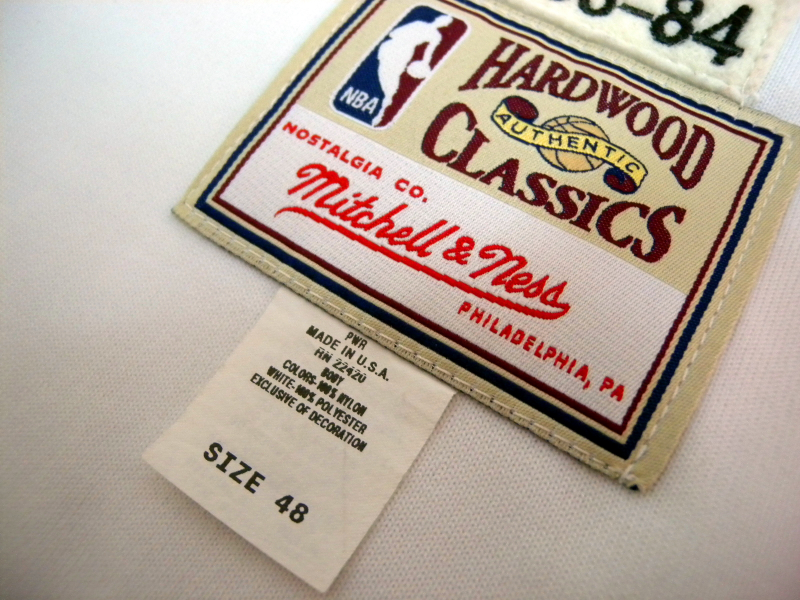 -84
NBA
HARDWOOD
AUTHENTIC
CLASSICS
NOSTALGIA CO.
Mitchell & Ness
PHILADELPHIA, PA
PWR
MADE IN U.S.A.
RN 22420
BODY
COLORS-100% NYLON
WHITE-100% POLYESTER
EXCLUSIVE OF DECORATION
SIZE 48